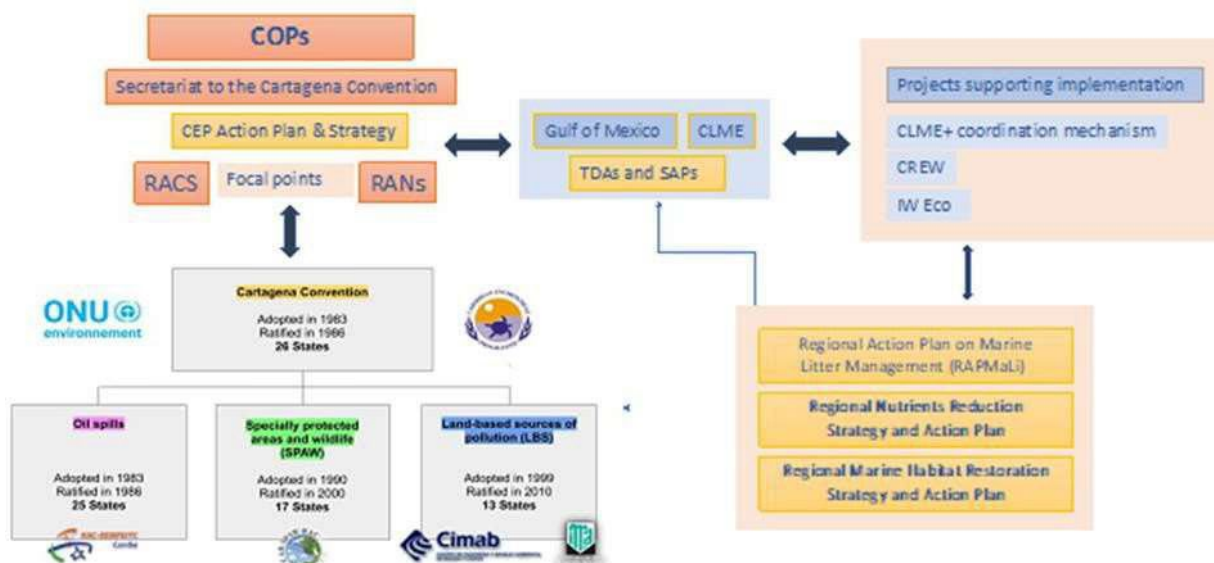 COPs
Secretariat to the Cartagena Convention
CEP Action Plan & Strategy
RACS
Focal points
RANs
Gulf of Mexico
CLME
TDAs and SAPs
Projects supporting implementation
CLME+ coordination mechanism
CREW
IW Eco
ONU
environnement
Cartagena Convention
Adopted in 1983
Ratified in 1986
26 States
Regional Action Plan on Marine
Litter Management (RAPMaLi)
Regional Nutrients Reduction
Strategy and Action Plan
Regional Marine Habitat Restoration
Strategy and Action Plan
Oil spills
Adopted in 1983
Ratified in 1986
25 States
Specially protected
areas and wildlife
(SPAW)
Adopted in 1990
Ratified in 2000
17 States
Land-based sources of
pollution (LBS)
Adopted in 1999
Ratified in 2010
13 States
Cimab